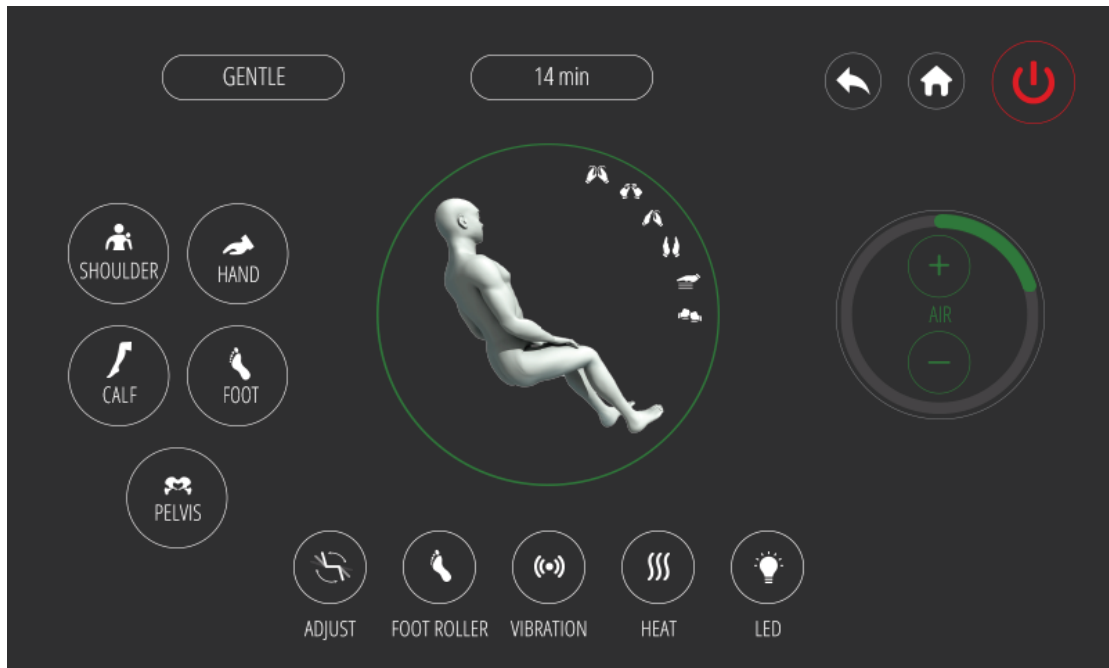 GENTLE
14 min
SHOULDER
HAND
CALF
FOOT
PELVIS
AIR
ADJUST
FOOT ROLLER
VIBRATION
HEAT
LED